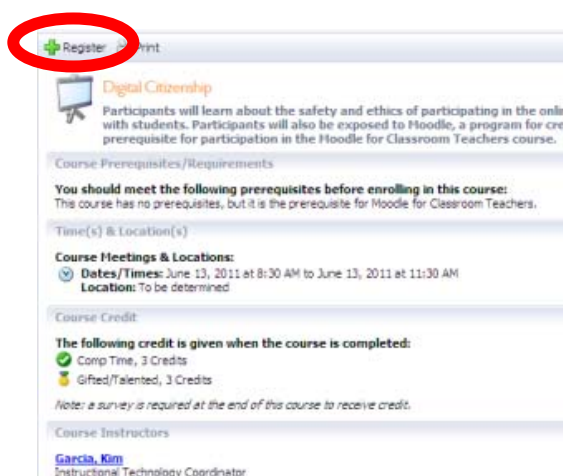 Register Print
Digital Citizenship
Participants will learn about the safety and ethics of participating in the
with students. Participants will also be exposed to Moodle, a program for
prerequisite for participation in the Moodle for Classroom Teachers course.
Course Prerequisites/Requirements
You should meet the following prerequisites before enrolling in this course:
This course has no prerequisites, but it is the prerequisite for Moodle for Classroom Teachers.
Time(s) & Location(s)
Course Meetings & Locations:
Dates/Times: June 13, 2011 at 8:30 AM to June 13, 2011 at 11:30 AM
Location: To be determined
Course Credit
The following credit is given when the course is completed:
Comp Time, 3 Credits
Gifted/Talented, 3 Credits
Note: a survey is required at the end of this course to receive credit.
Course Instructors
Garcia, Kim
Instructional Technology Coordinator